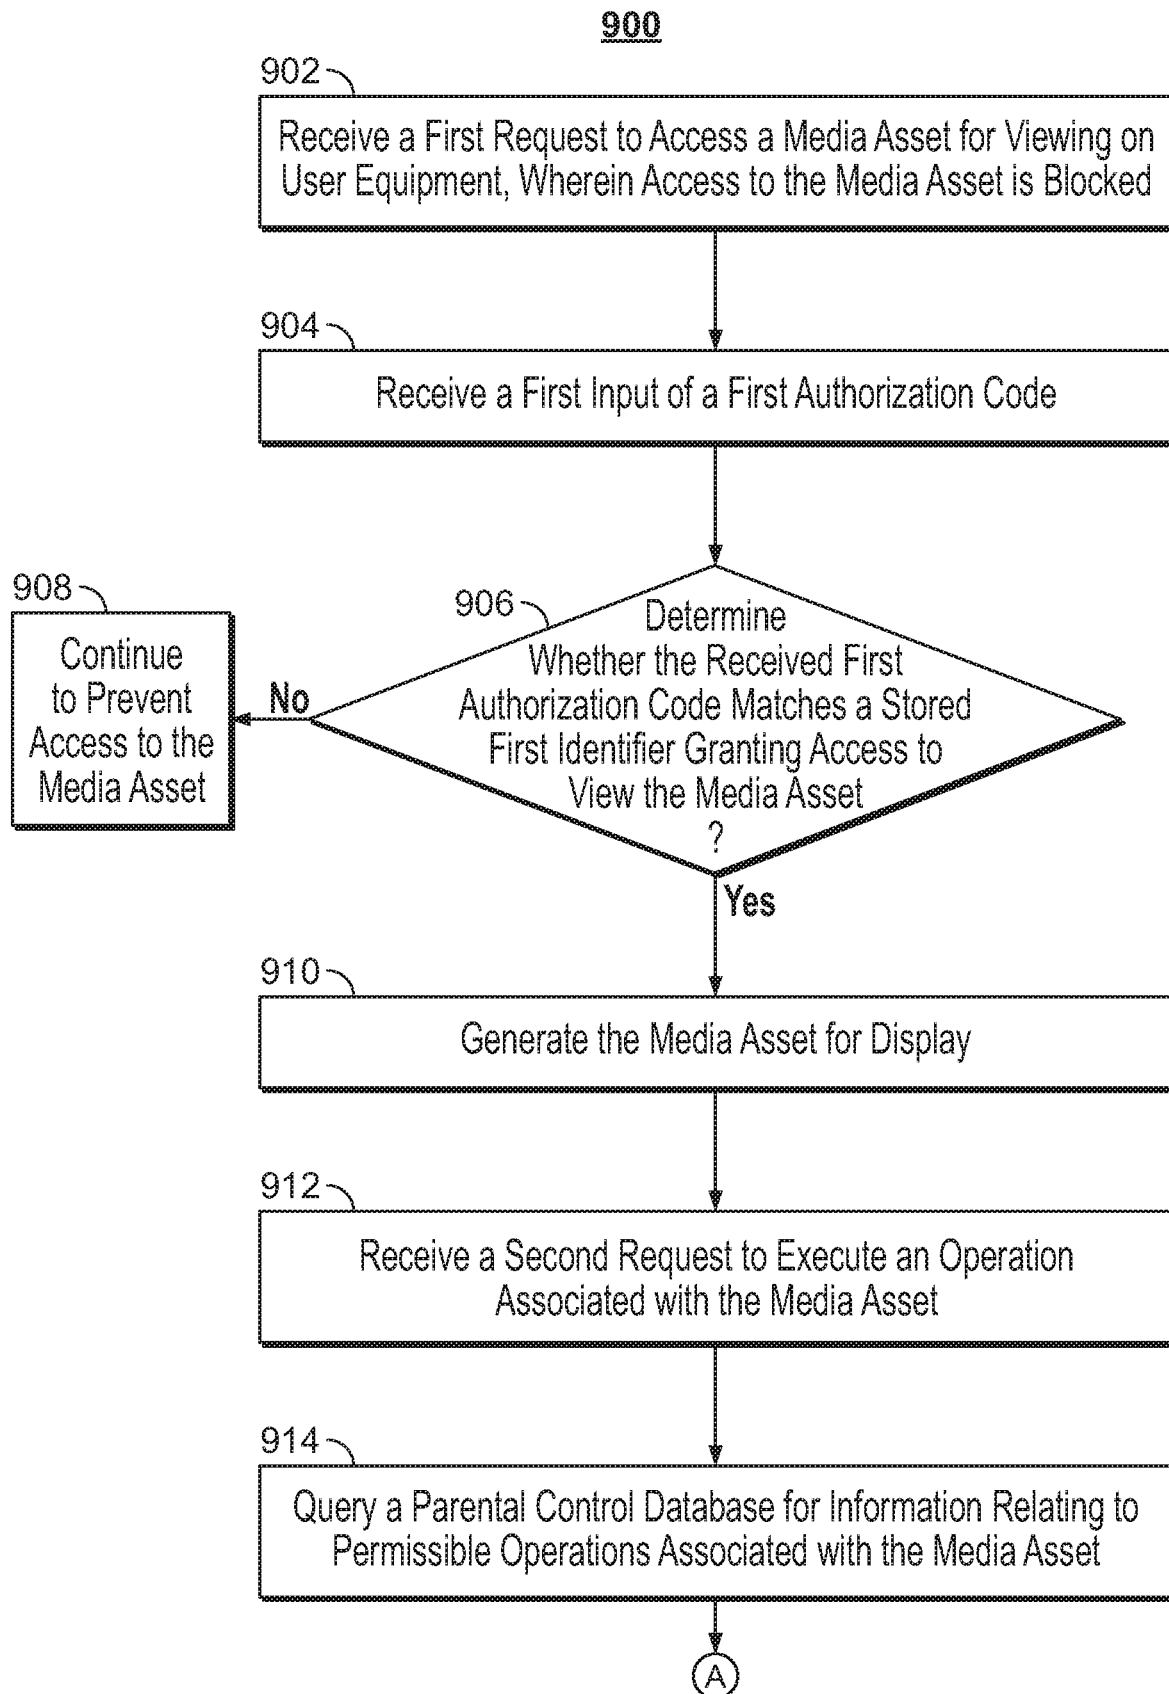 900
902
Receive a First Request to Access a Media Asset for Viewing on
User Equipment, Wherein Access to the Media Asset is Blocked
904
Receive a First Input of a First Authorization Code
906
Determine
Whether the Received First
Authorization Code Matches a Stored
First Identifier Granting Access to
View the Media Asset
?
No
908
Continue
to Prevent
Access to the
Media Asset
Yes
910
Generate the Media Asset for Display
912
Receive a Second Request to Execute an Operation
Associated with the Media Asset
914
Query a Parental Control Database for Information Relating to
Permissible Operations Associated with the Media Asset
A